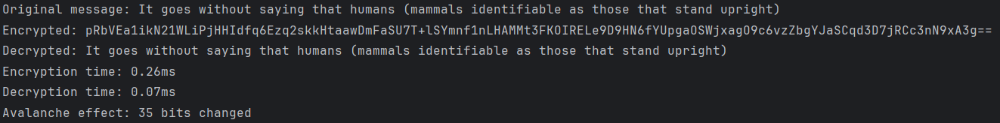 Original message: It goes without saying that humans (mammals identifiable as those that stand upright)
Encrypted: pRbVEa1ikN21WLiPjHHIdfq6Ezq2skkHtaawDmFaSU7T+lSYmnf1nLHAMMt3FKOIRELe9D9HN6fYUpgaOSWjxagO9c6vzZbgYJaSCqd3D7jRCc3nN9xA3g==
Decrypted: It goes without saying that humans (mammals identifiable as those that stand upright)
Encryption time: 0.26ms
Decryption time: 0.07ms
Avalanche effect: 35 bits changed